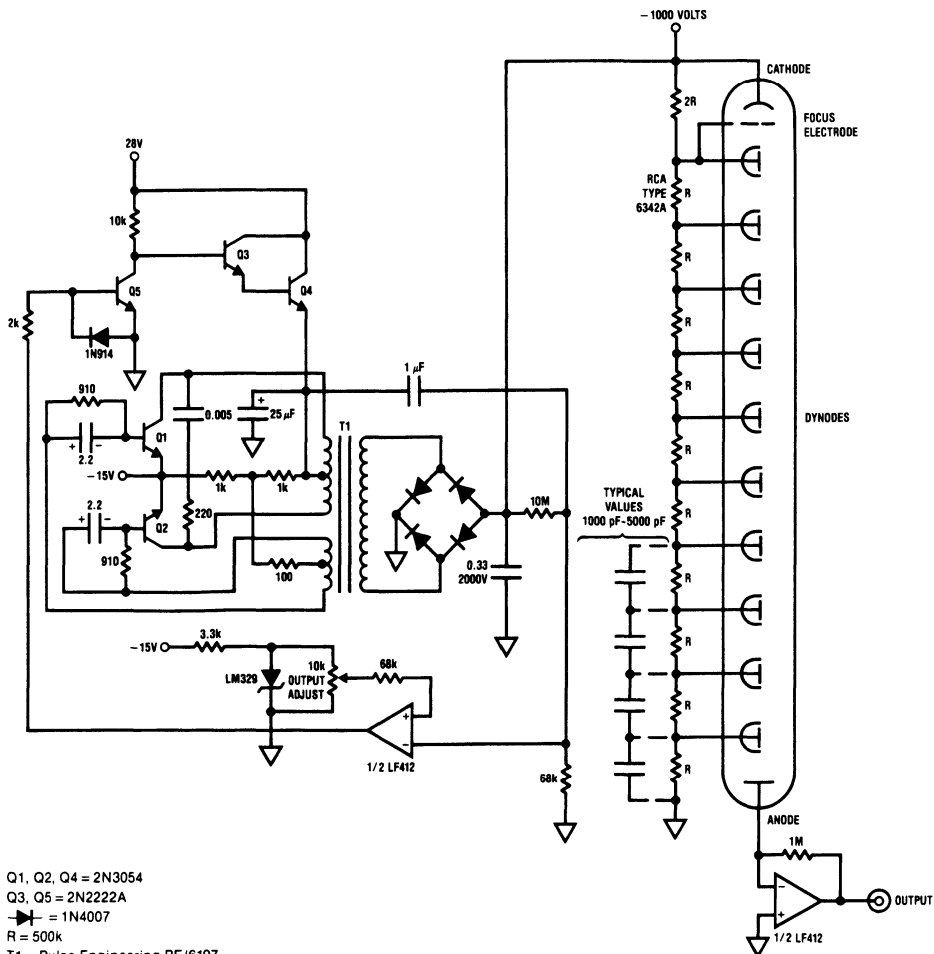 – 1000 VOLTS
CATHODE
2R
FOCUS
ELECTRODE
28V
10k
RCA
TYPE
6342A
R
Q3
Q5
Q4
R
2k
1N914
R
1 µF
910
0.005
25 µF
R
T1
Q1
2.2
DYNODES
R
–15V
1k
1k
TYPICAL
VALUES
1000 pF–5000 pF
R
2.2
Q2
220
10M
910
100
0.33
2000V
R
–15V
3.3k
R
LM329
10k
OUTPUT
ADJUST
68k
R
+
–
1/2 LF412
68k
R
ANODE
1M
–
+
OUTPUT
1/2 LF412
Q1, Q2, Q4 = 2N3054
Q3, Q5 = 2N2222A
= 1N4007
R = 500k